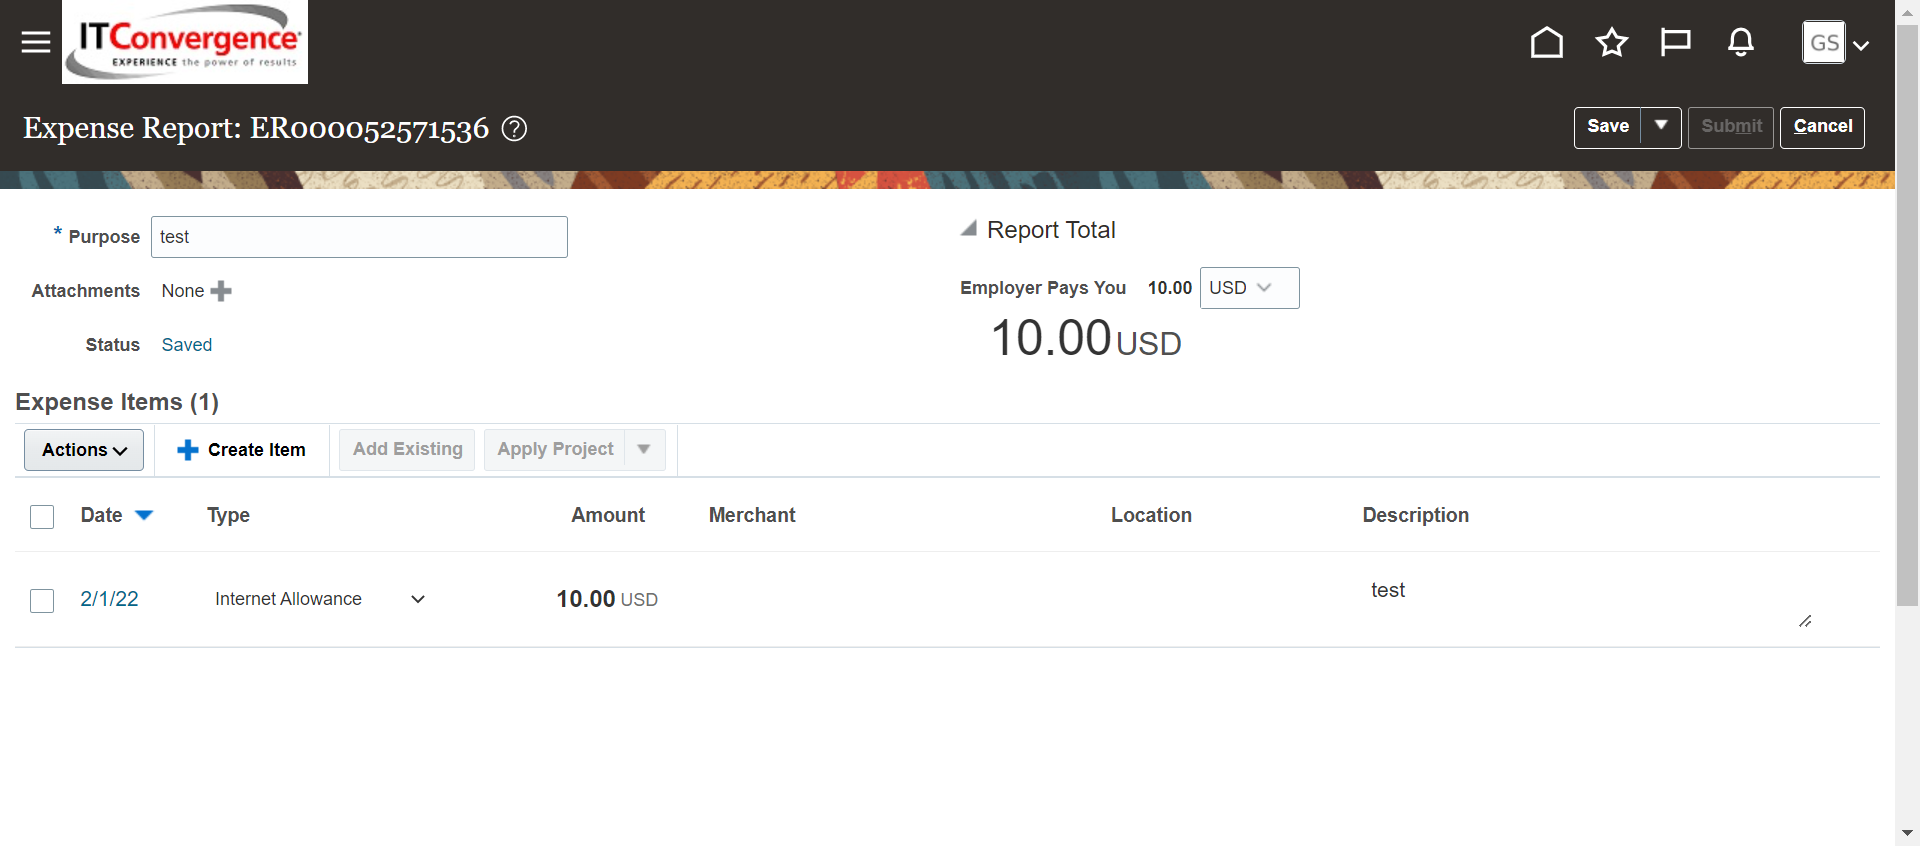 ITConvergence
EXPERIENCE the power of results
GS
Expense Report: ER000052571536 ?
Save Submit Cancel
* Purpose test
Attachments None
Status Saved
Report Total
Employer Pays You 10.00 USD
10.00 USD
Expense Items (1)
Actions Create Item Add Existing Apply Project
Date Type Amount Merchant Location Description
2/1/22 Internet Allowance 10.00 USD test